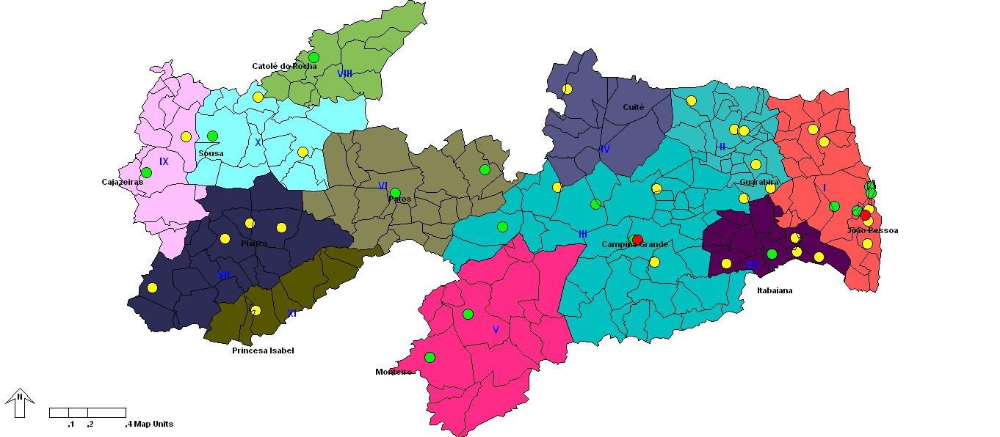 Catolé do Rocha
VIII
Cuité
X
IV
II
Sousa
IX
Cajazeiras
Guarabira
VI
I
Patos
João Pessoa
III
Piancó
Campina Grande
VII
XII
Itabaiana
XI
V
Princesa Isabel
Monteiro
N
,1 ,2 ,4 Map Units